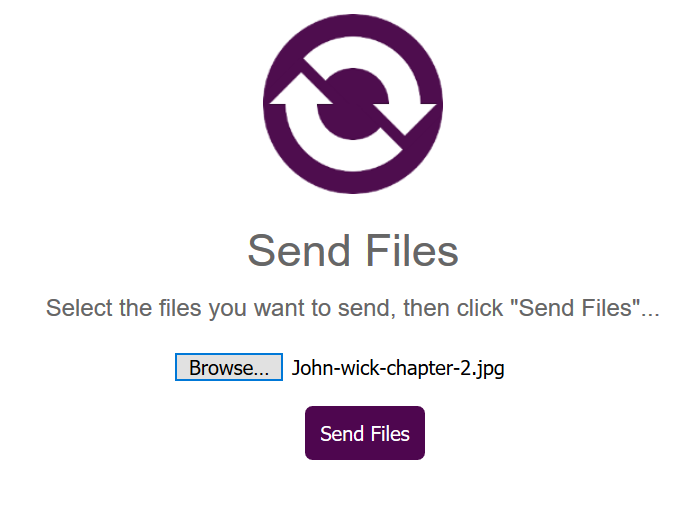 Send Files
Select the files you want to send, then click "Send Files"...
Browse... John-wick-chapter-2.jpg
Send Files